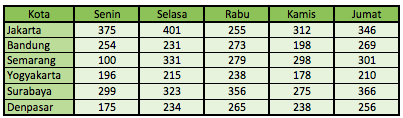 Kota Senin Selasa Rabu Kamis Jumat
Jakarta 375 401 255 312 346
Bandung 254 231 273 198 269
Semarang 100 331 279 298 301
Yogyakarta 196 215 238 178 210
Surabaya 299 323 356 275 366
Denpasar 175 234 265 238 256